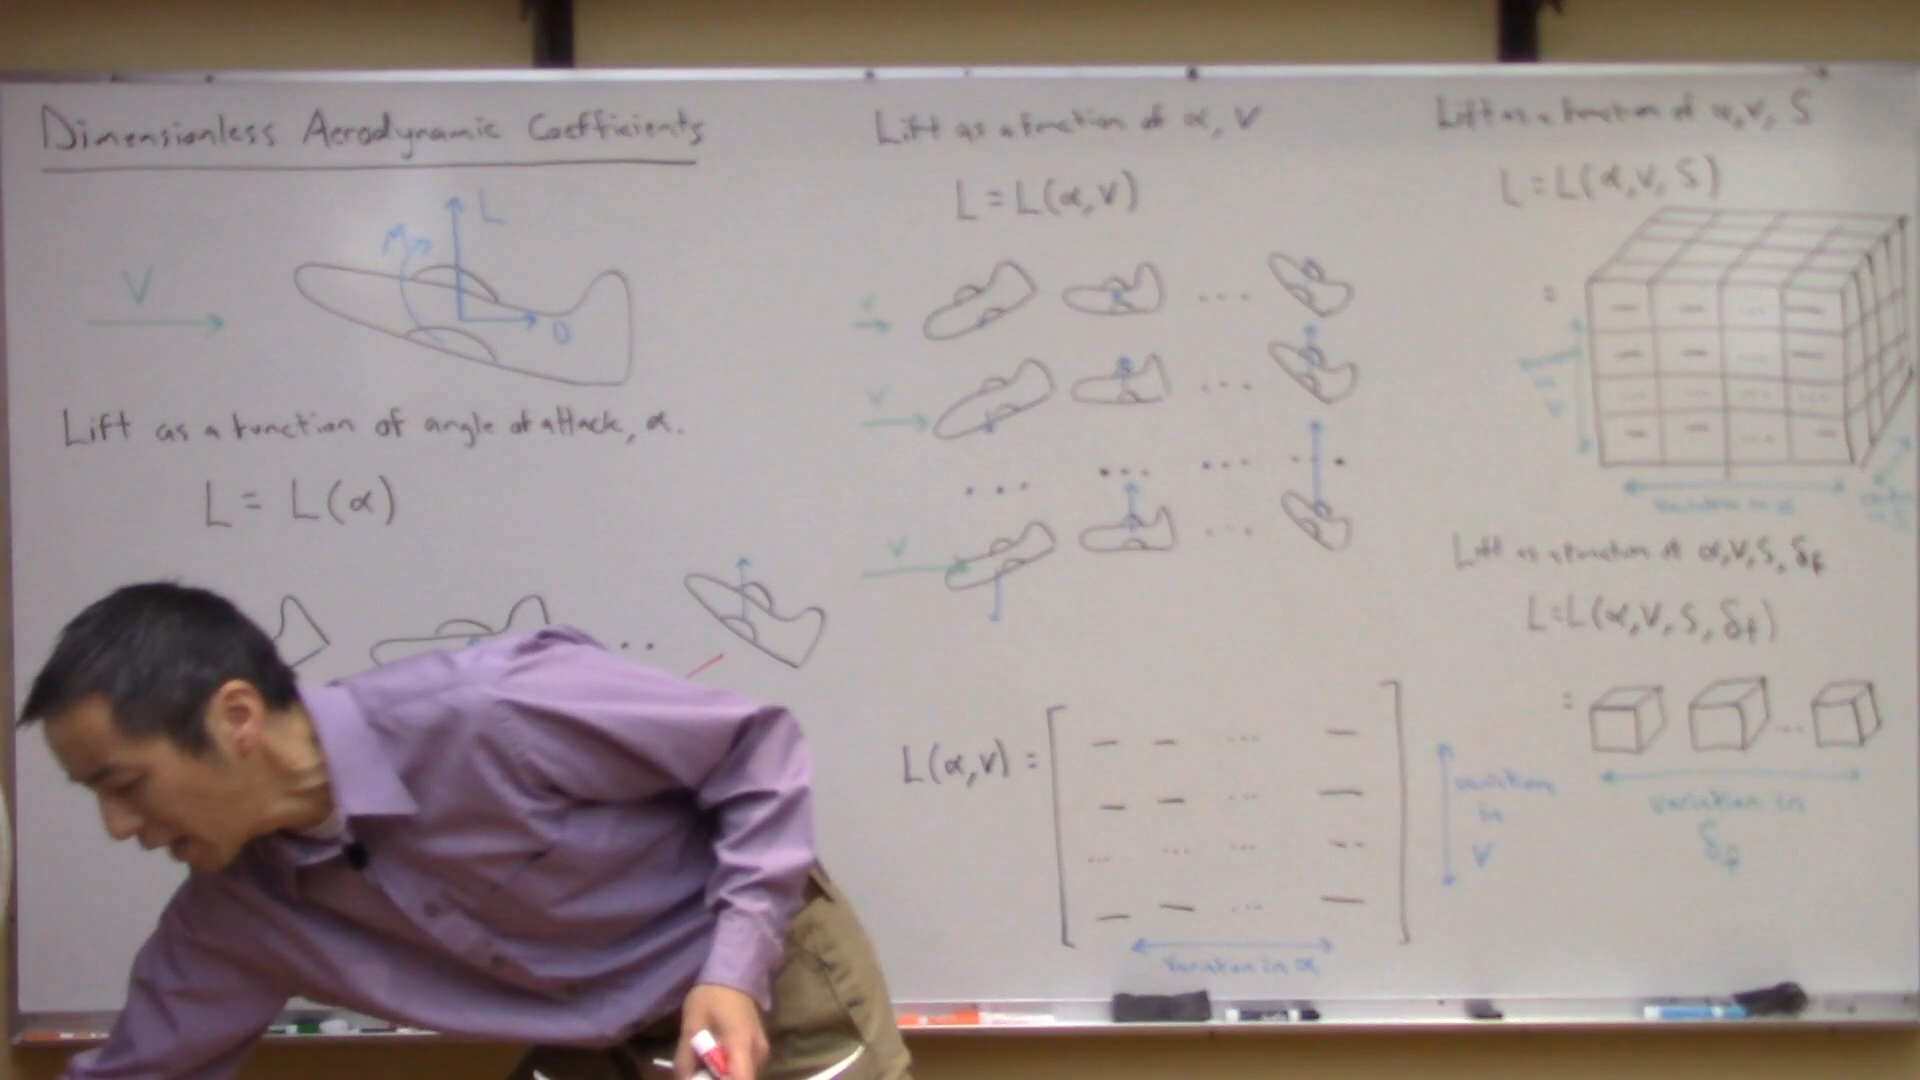 Dimensionless Aerodynamic Coefficients
V
M
L
D
Lift as a function of angle of attack, α.
L = L(α)
Lift as a function of α, V
L = L(α,V)
V
V
V
L(α,V) =
variation in α
variation in V
Lift as a function of α, V, S
L = L(α, V, S)
=
V
variation in α
Lift as a function of α, V, S, δf
L = L(α, V, S, δf)
=
variation in
δf